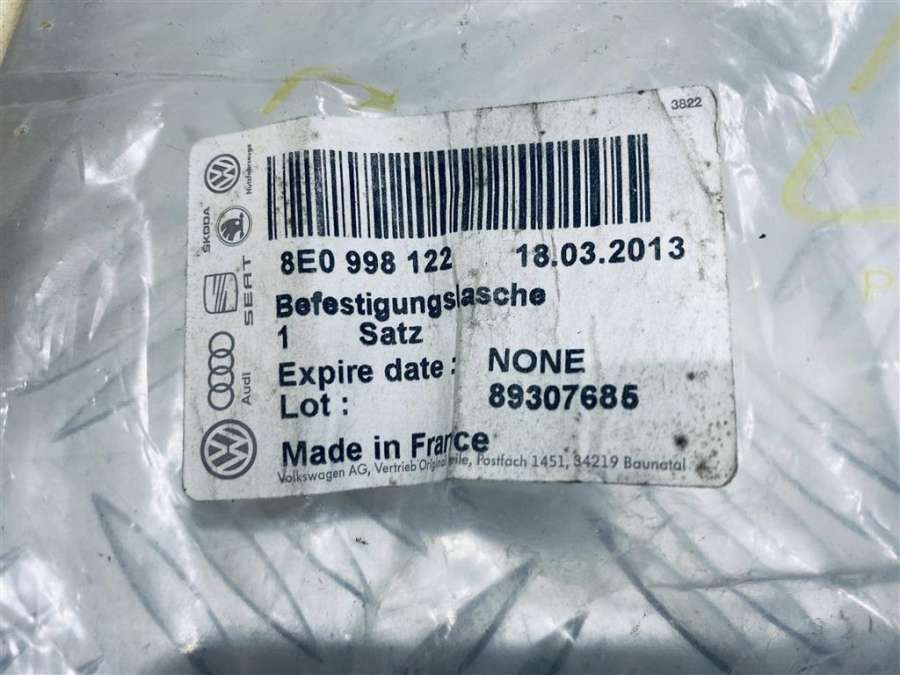 3822
Nutzfahrzeuge
ŠKODA
SEAT
Audi
8E0 998 122 18.03.2013
Befestigungslasche
1 Satz
Expire date : NONE
Lot : 89307685
Made in France
Volkswagen AG, Vertrieb Originalteile, Postfach 1451, 34219 Baunatal
P